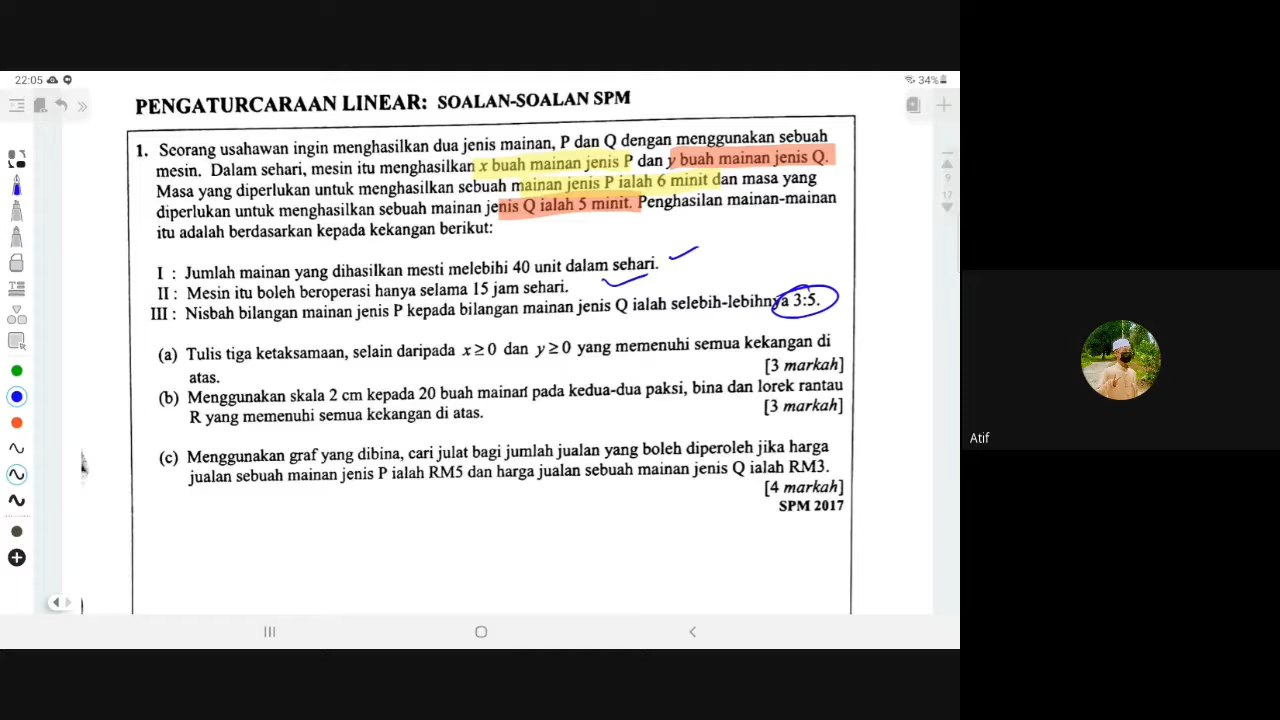 22:05
34%
PENGATURCARAAN LINEAR: SOALAN-SOALAN SPM
1. Seorang usahawan ingin menghasilkan dua jenis mainan, P dan Q dengan menggunakan sebuah
mesin. Dalam sehari, mesin itu menghasilkan x buah mainan jenis P dan y buah mainan jenis Q.
Masa yang diperlukan untuk menghasilkan sebuah mainan jenis P ialah 6 minit dan masa yang
diperlukan untuk menghasilkan sebuah mainan jenis Q ialah 5 minit. Penghasilan mainan-mainan
itu adalah berdasarkan kepada kekangan berikut:
I : Jumlah mainan yang dihasilkan mesti melebihi 40 unit dalam sehari.
II : Mesin itu boleh beroperasi hanya selama 15 jam sehari.
III : Nisbah bilangan mainan jenis P kepada bilangan mainan jenis Q ialah selebih-lebihnya 3:5.
(a) Tulis tiga ketaksamaan, selain daripada x ≥ 0 dan y ≥ 0 yang memenuhi semua kekangan di
atas. [3 markah]
(b) Menggunakan skala 2 cm kepada 20 buah mainan pada kedua-dua paksi, bina dan lorek rantau
R yang memenuhi semua kekangan di atas. [3 markah]
(c) Menggunakan graf yang dibina, cari julat bagi jumlah jualan yang boleh diperoleh jika harga
jualan sebuah mainan jenis P ialah RM5 dan harga jualan sebuah mainan jenis Q ialah RM3.
[4 markah]
SPM 2017
9
17
Atif